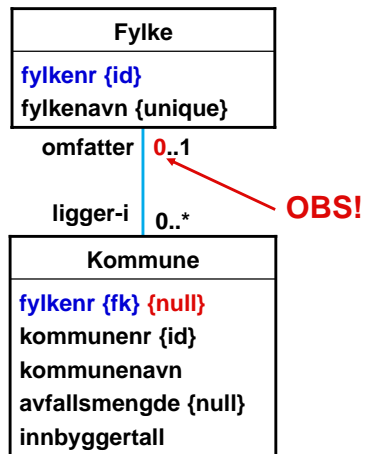 Fylke
fylkenr {id}
fylkenavn {unique}
omfatter 0..1
OBS!
ligger-i 0..*
Kommune
fylkenr {fk} {null}
kommunenr {id}
kommunenavn
avfallsmengde {null}
innbyggertall